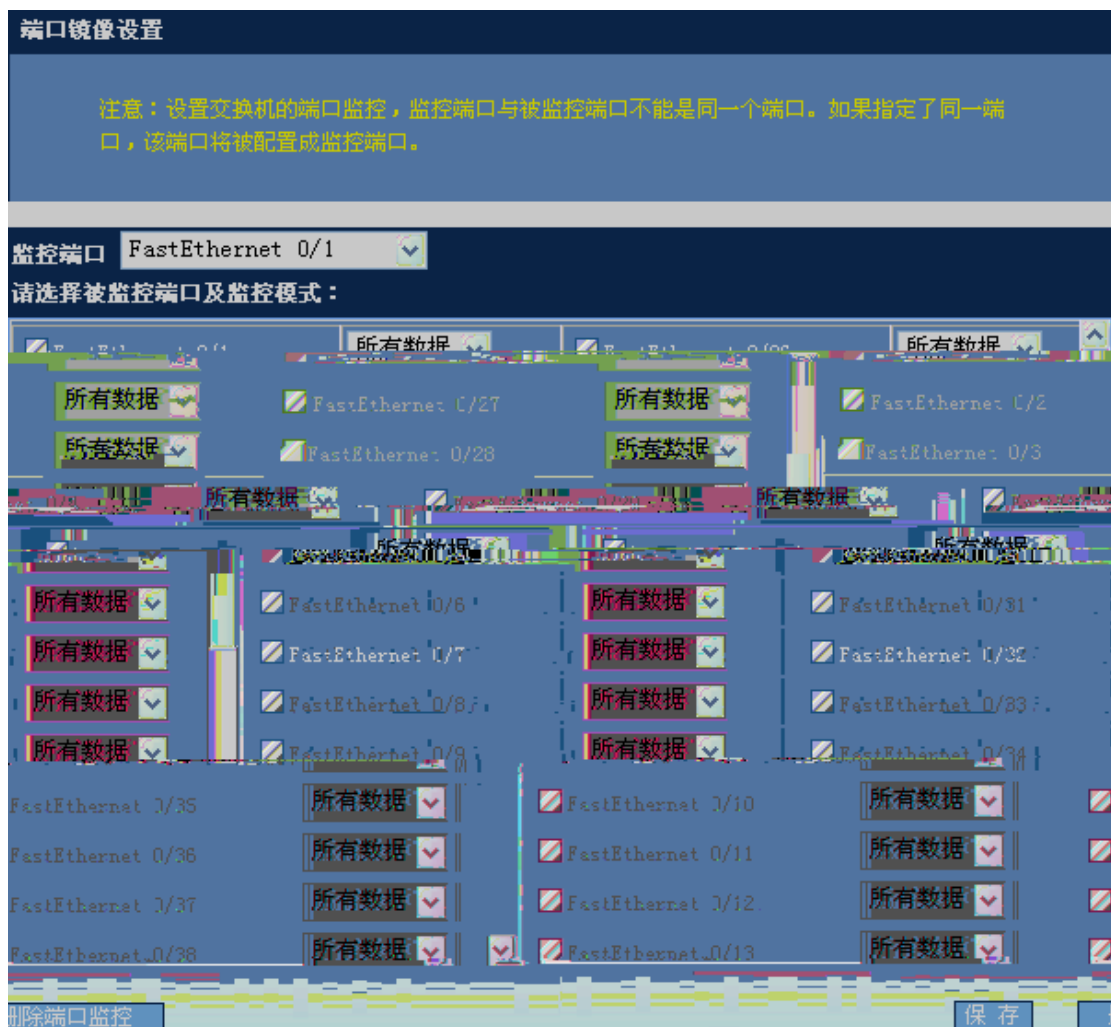 端口镜像设置
注意：设置交换机的端口监控，监控端口与被监控端口不能是同一个端口。如果指定了同一端
口，该端口将被配置成监控端口。
监控端口 FastEthernet 0/1
请选择被监控端口及监控模式：
所有数据 所有数据
所有数据 FastEthernet 0/27 所有数据 FastEthernet 0/2
所有数据 FastEthernet 0/28 所有数据 FastEthernet 0/3
所有数据 所有数据
所有数据 所有数据
所有数据 FastEthernet 0/6 所有数据 FastEthernet 0/31
所有数据 FastEthernet 0/7 所有数据 FastEthernet 0/32
所有数据 FastEthernet 0/8 所有数据 FastEthernet 0/33
所有数据 FastEthernet 0/9 所有数据 FastEthernet 0/34
FastEthernet 0/35 所有数据 FastEthernet 0/10 所有数据
FastEthernet 0/36 所有数据 FastEthernet 0/11 所有数据
FastEthernet 0/37 所有数据 FastEthernet 0/12 所有数据
FastEthernet 0/38 所有数据 FastEthernet 0/13 所有数据
删除端口监控 保存